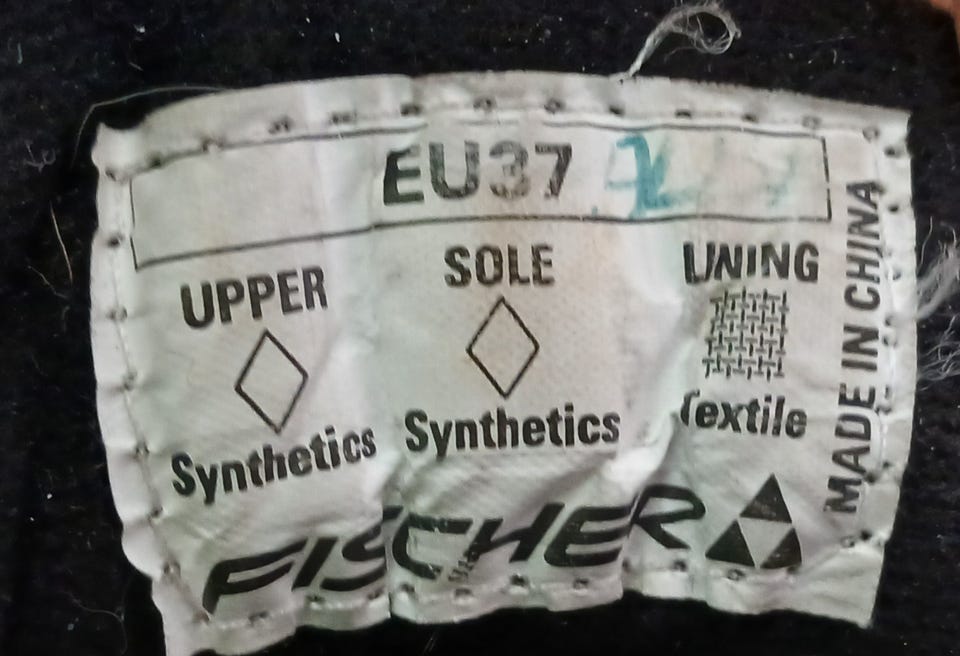 EU37
UPPER SOLE LINING
Synthetics Synthetics Textile
FISCHER
MADE IN CHINA